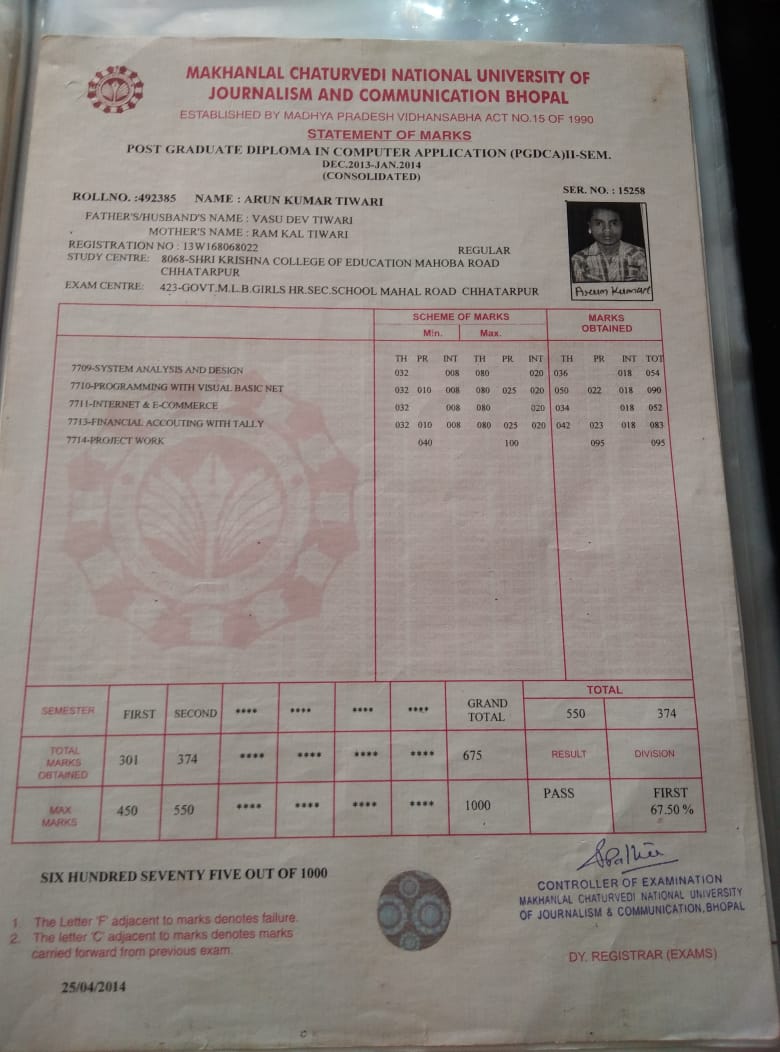 MAKHANLAL CHATURVEDI NATIONAL UNIVERSITY OF
JOURNALISM AND COMMUNICATION BHOPAL
ESTABLISHED BY MADHYA PRADESH VIDHANSABHA ACT NO.15 OF 1990
STATEMENT OF MARKS
POST GRADUATE DIPLOMA IN COMPUTER APPLICATION (PGDCA)II-SEM.
DEC.2013-JAN.2014
(CONSOLIDATED)
SER. NO. : 15258
ROLLNO. :492385 NAME : ARUN KUMAR TIWARI
FATHER'S/HUSBAND'S NAME : VASU DEV TIWARI
MOTHER'S NAME : RAM KAL TIWARI
REGISTRATION NO : 13W168068022 REGULAR
STUDY CENTRE: 8068-SHRI KRISHNA COLLEGE OF EDUCATION MAHOBA ROAD
CHHATARPUR
EXAM CENTRE: 423-GOVT.M.L.B.GIRLS HR.SEC.SCHOOL MAHAL ROAD CHHATARPUR
Arun Kumar
SCHEME OF MARKS MARKS OBTAINED
Min. Max.
TH PR INT TH PR INT TH PR INT TOT
7709-SYSTEM ANALYSIS AND DESIGN 032 008 080 020 036 018 054
7710-PROGRAMMING WITH VISUAL BASIC NET 032 010 008 080 025 020 050 022 018 090
7711-INTERNET & E-COMMERCE 032 008 080 020 034 018 052
7713-FINANCIAL ACCOUTING WITH TALLY 032 010 008 080 025 020 042 023 018 083
7714-PROJECT WORK 040 100 095 095
SEMESTER FIRST SECOND **** **** **** **** GRAND TOTAL TOTAL
550 374
TOTAL MARKS OBTAINED 301 374 **** **** **** **** 675 RESULT DIVISION
MAX MARKS 450 550 **** **** **** **** 1000 PASS FIRST
67.50 %
SIX HUNDRED SEVENTY FIVE OUT OF 1000
CONTROLLER OF EXAMINATION
MAKHANLAL CHATURVEDI NATIONAL UNIVERSITY
OF JOURNALISM & COMMUNICATION, BHOPAL
1. The Letter 'F' adjacent to marks denotes failure.
2. The letter 'C' adjacent to marks denotes marks
carried forward from previous exam.
DY. REGISTRAR (EXAMS)
25/04/2014